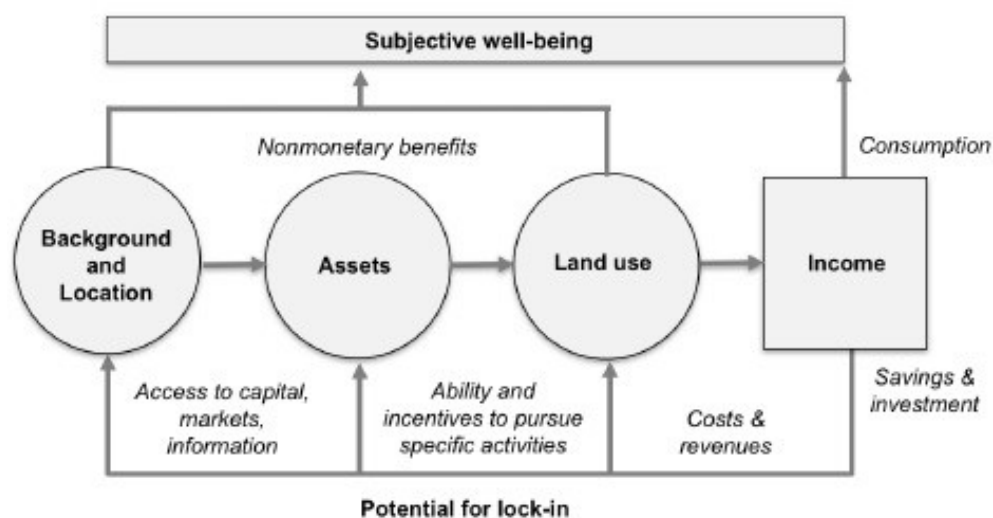 Subjective well-being
Nonmonetary benefits
Consumption
Background
and
Location
Assets
Land use
Income
Access to capital,
markets,
information
Ability and
incentives to pursue
specific activities
Costs &
revenues
Savings &
investment
Potential for lock-in